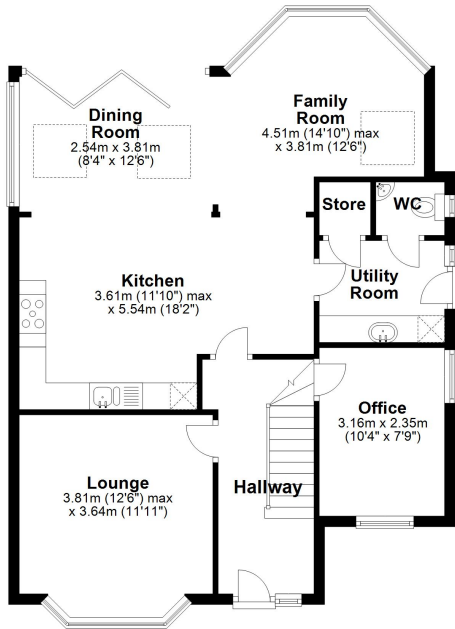 Dining
Room
2.54m x 3.81m
(8'4" x 12'6")
Family
Room
4.51m (14'10") max
x 3.81m (12'6")
Store
WC
Kitchen
3.61m (11'10") max
x 5.54m (18'2")
Utility
Room
Office
3.16m x 2.35m
(10'4" x 7'9")
Lounge
3.81m (12'6") max
x 3.64m (11'11")
Hallway